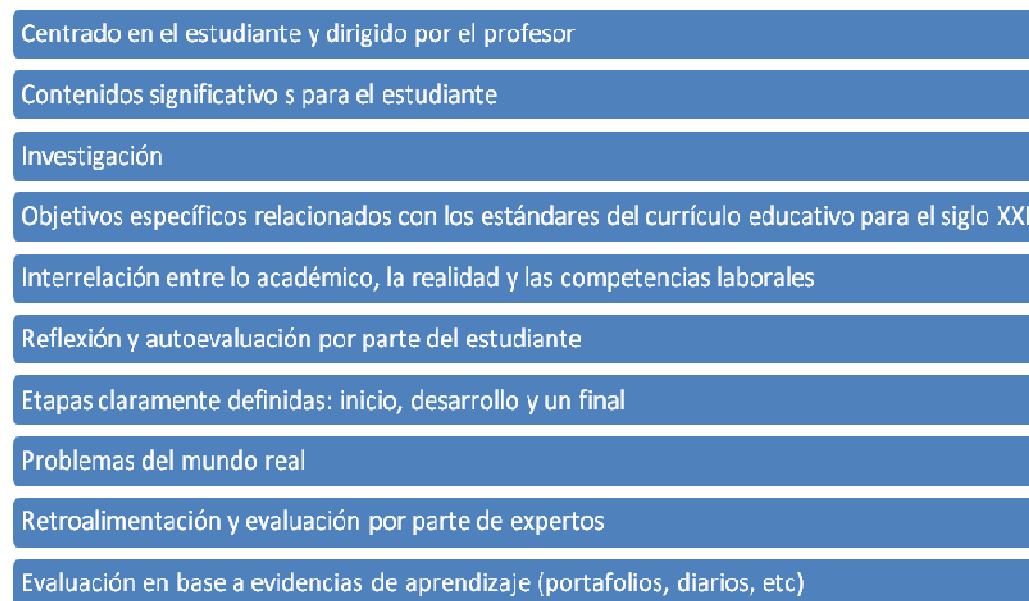 Centrado en el estudiante y dirigido por el profesor
Contenidos significativo s para el estudiante
Investigación
Objetivos específicos relacionados con los estándares del currículo educativo para el siglo XXI
Interrelación entre lo académico, la realidad y las competencias laborales
Reflexión y autoevaluación por parte del estudiante
Etapas claramente definidas: inicio, desarrollo y un final
Problemas del mundo real
Retroalimentación y evaluación por parte de expertos
Evaluación en base a evidencias de aprendizaje (portafolios, diarios, etc)